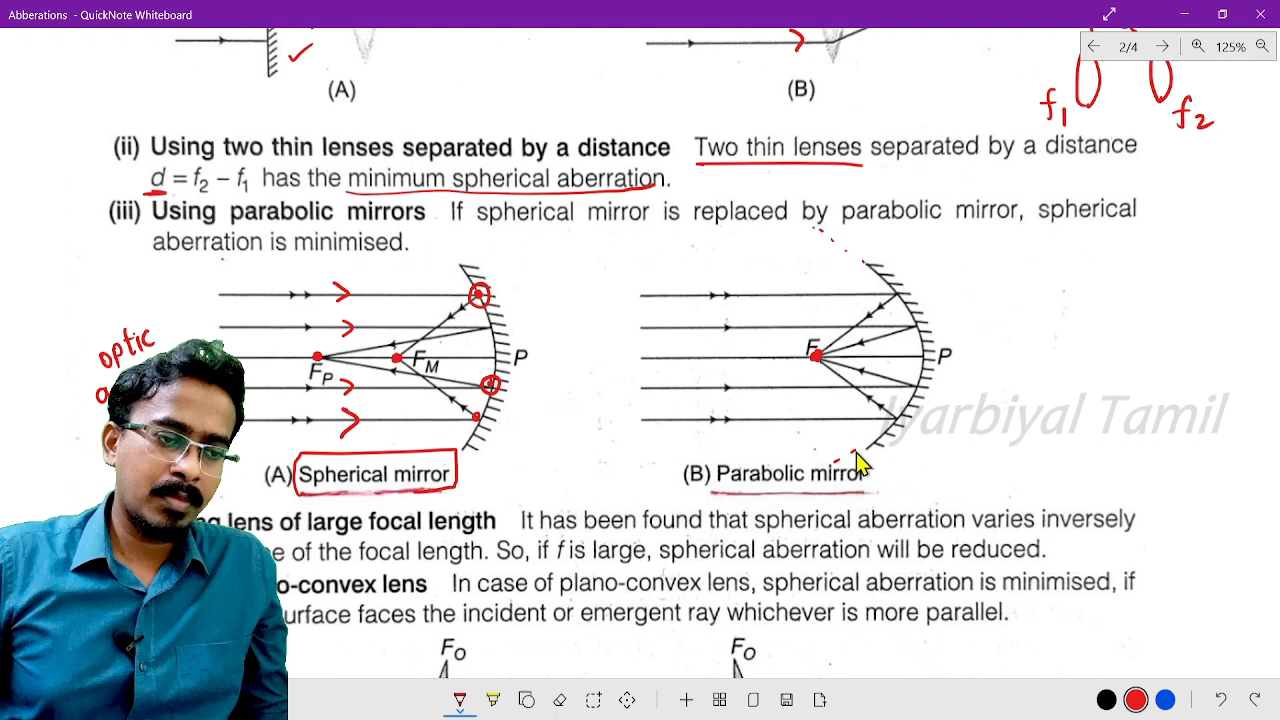 Abberations - QuickNote Whiteboard
2/4
125%
(A)
(B)
f1
f2
(ii) Using two thin lenses separated by a distance Two thin lenses separated by a distance
d = f2 – f1 has the minimum spherical aberration.
(iii) Using parabolic mirrors If spherical mirror is replaced by parabolic mirror, spherical
aberration is minimised.
optic
FP
FM
P
F
P
Iyarbiyal Tamil
(A) Spherical mirror
(B) Parabolic mirror
lens of large focal length It has been found that spherical aberration varies inversely
of the focal length. So, if f is large, spherical aberration will be reduced.
o-convex lens In case of plano-convex lens, spherical aberration is minimised, if
urface faces the incident or emergent ray whichever is more parallel.
FO
FO